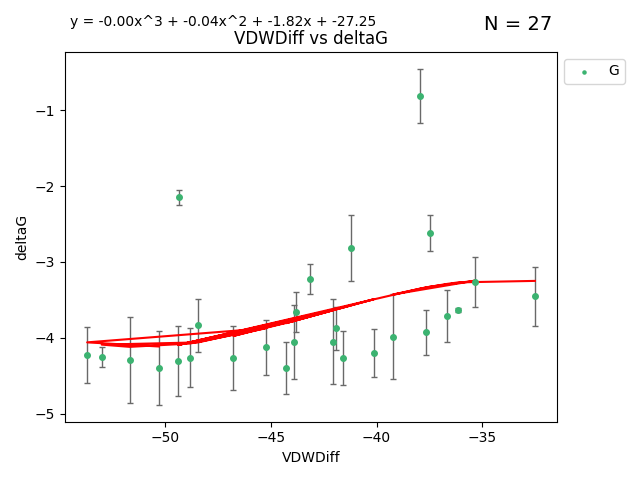 y = -0.00x^3 + -0.04x^2 + -1.82x + -27.25
N = 27
VDWDiff vs deltaG
G
−1
−2
−3
−4
−5
deltaG
−50
−45
−40
−35
VDWDiff